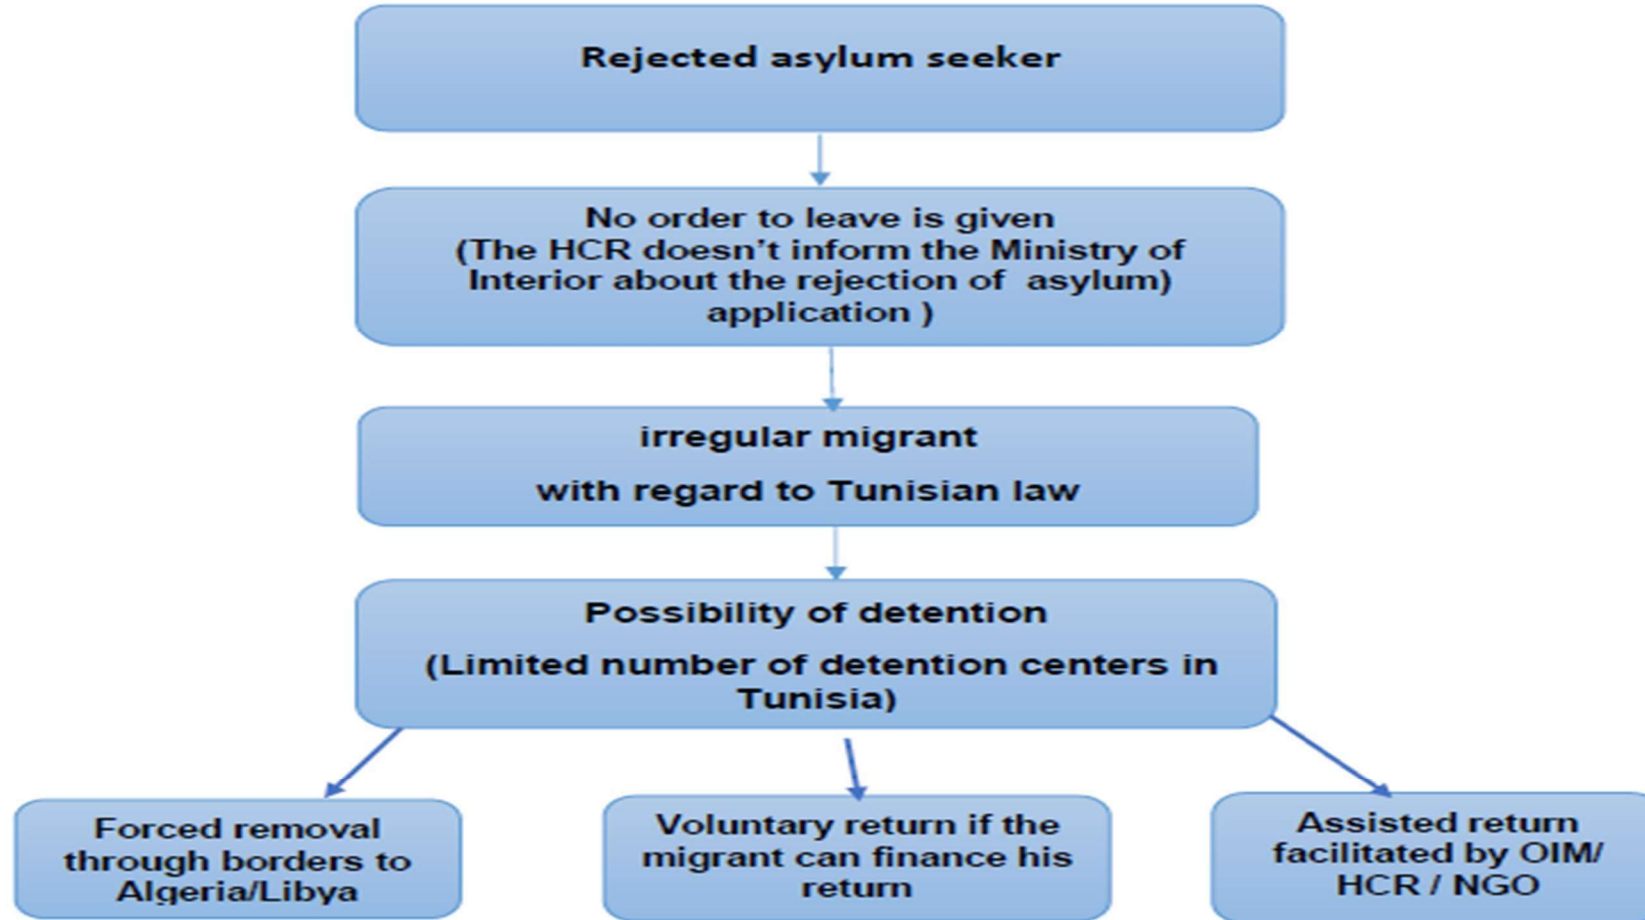 Rejected asylum seeker
No order to leave is given
(The HCR doesn't inform the Ministry of
Interior about the rejection of  asylum)
application )
irregular migrant
with regard to Tunisian law
Possibility of detention
(Limited number of detention centers in
Tunisia)
Forced removal
through borders to
Algeria/Libya
Voluntary return if the
migrant can finance his
return
Assisted return
facilitated by OIM/
HCR / NGO